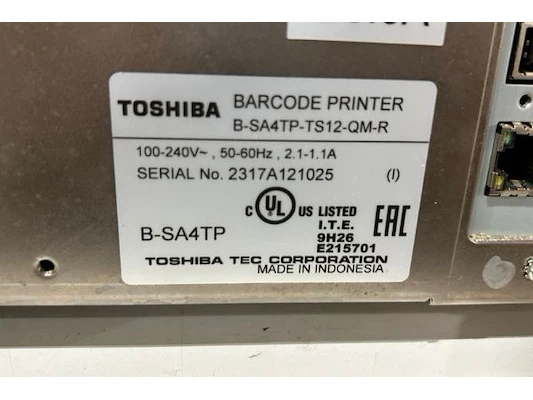 TOSHIBA BARCODE PRINTER
B-SA4TP-TS12-QM-R
100-240V~ , 50-60Hz , 2.1-1.1A
SERIAL No. 2317A121025 (I)
C UL US LISTED EAC
I.T.E.
9H26
B-SA4TP E215701
TOSHIBA TEC CORPORATION
MADE IN INDONESIA